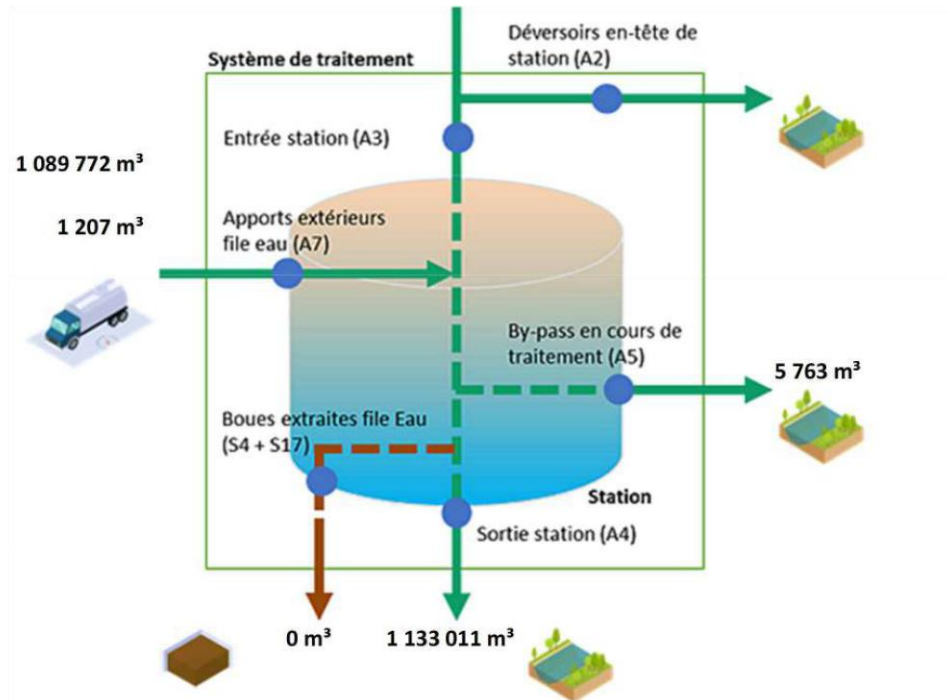 Déversoirs en-tête de
station (A2)
Système de traitement
Entrée station (A3)
1 089 772 m³
1 207 m³
Apports extérieurs
file eau (A7)
By-pass en cours de
traitement (A5)
5 763 m³
Boues extraites file Eau
(S4 + S17)
Station
Sortie station (A4)
0 m³
1 133 011 m³